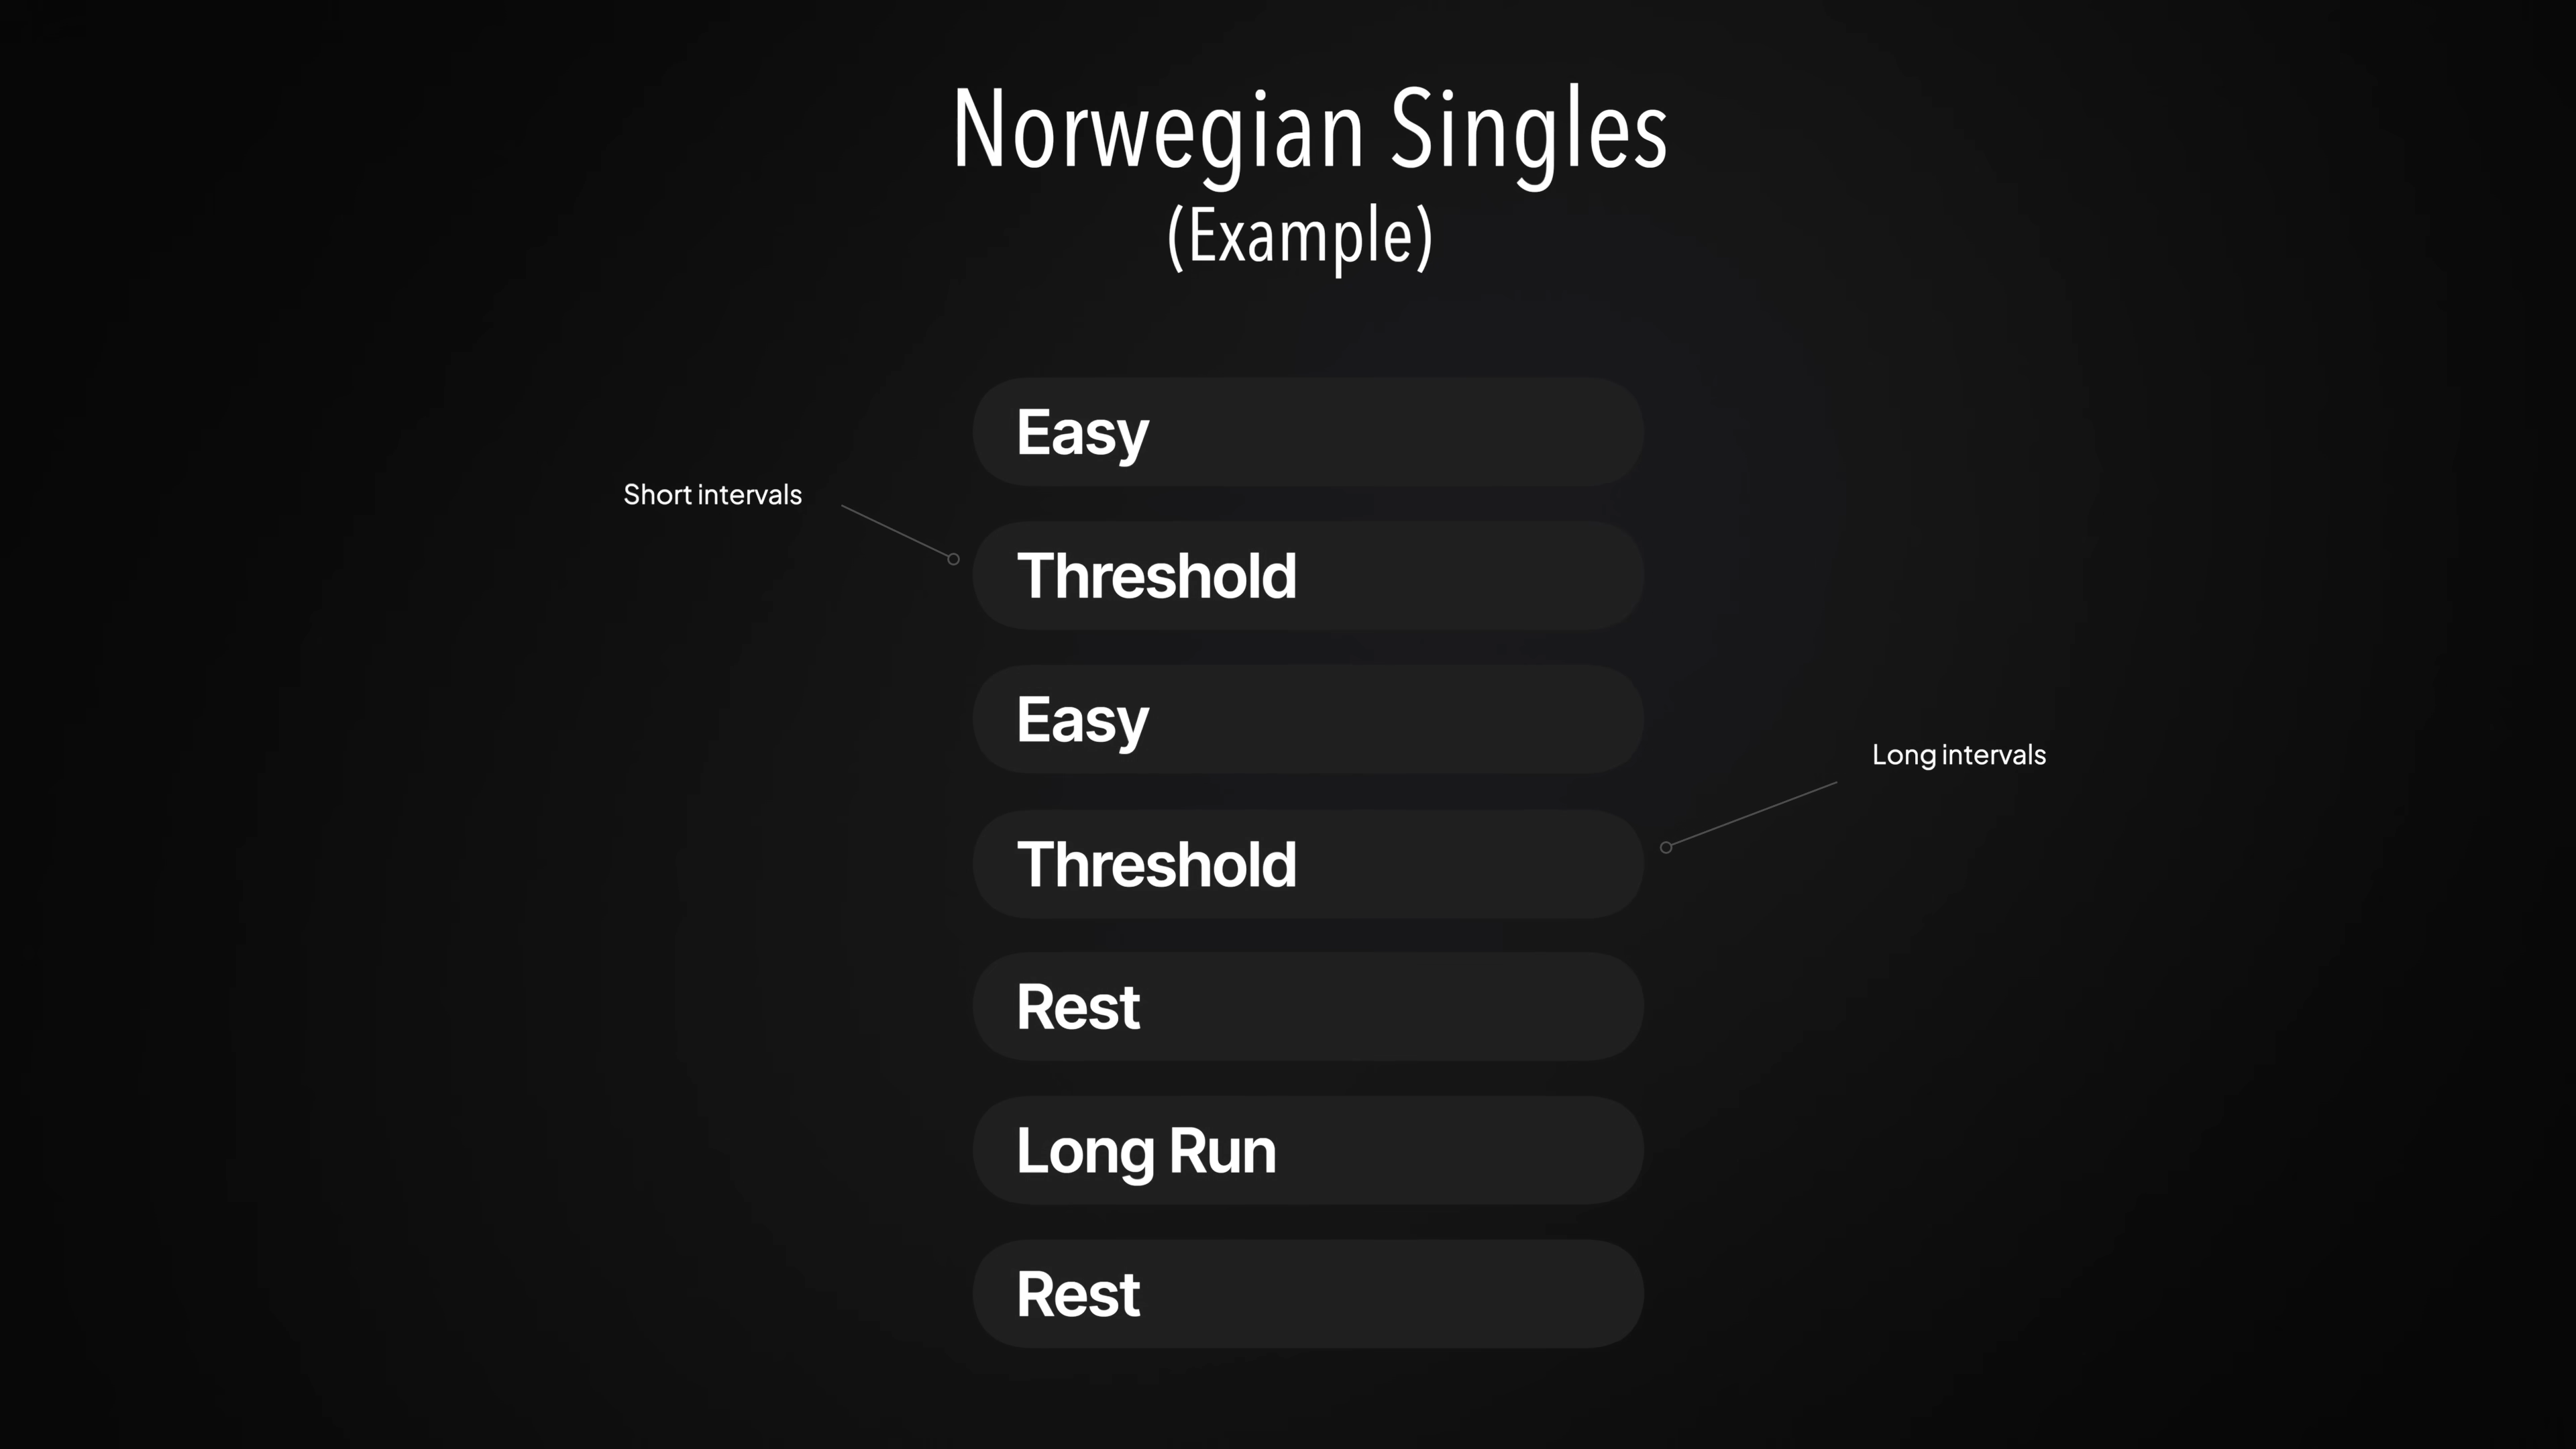 Norwegian Singles
(Example)
Easy
Short intervals
Threshold
Easy
Long intervals
Threshold
Rest
Long Run
Rest